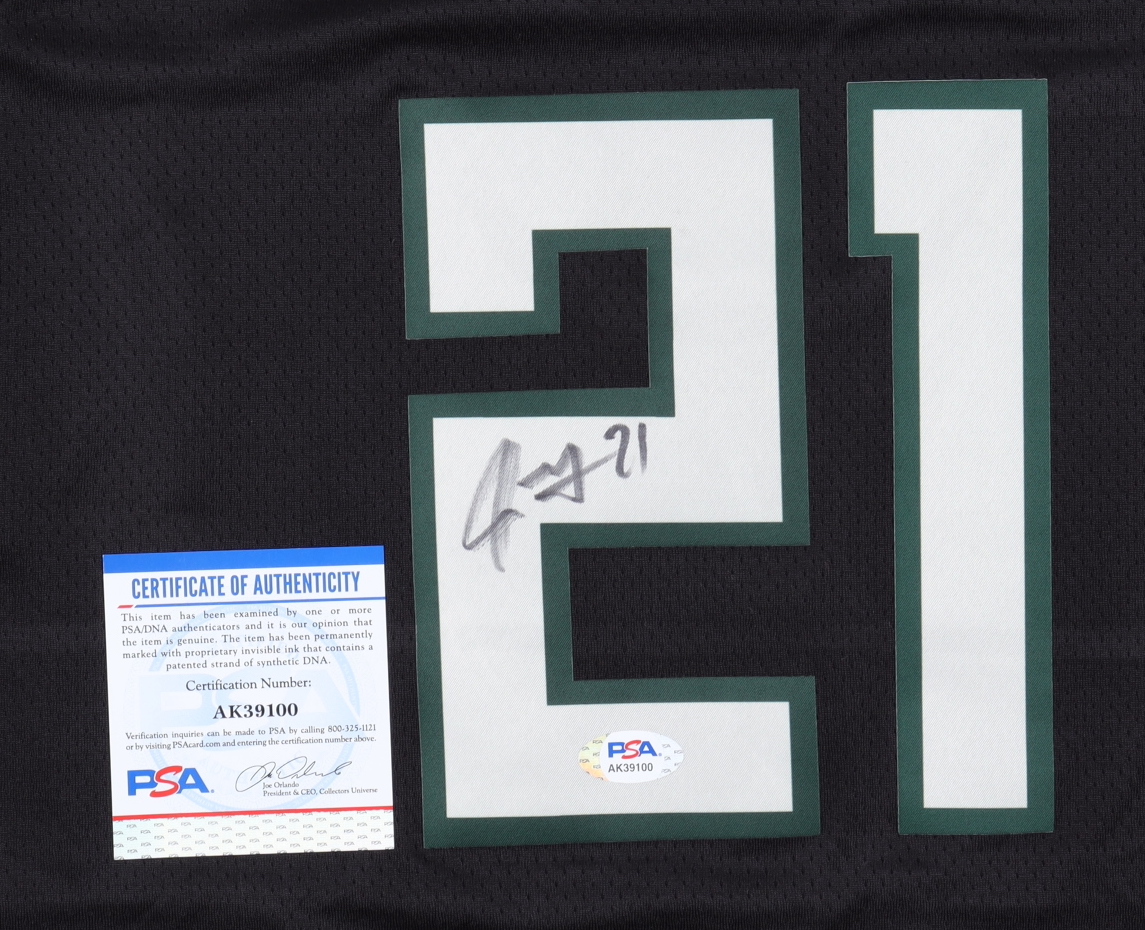 21
21
CERTIFICATE OF AUTHENTICITY
This item has been examined by one or more
PSA/DNA authenticators and it is our opinion that
the item is genuine. The item has been permanently
marked with proprietary invisible ink that contains a
patented strand of synthetic DNA.
Certification Number:
AK39100
Verification inquiries can be made to PSA by calling 800-325-1121
or by visiting PSAcard.com and entering the certification number above.
PSA.
Joe Orlando
President & CEO, Collectors Universe
PSA.
AK39100